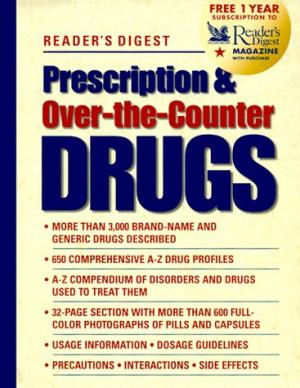 FREE 1 YEAR
SUBSCRIPTION TO
Reader's
Digest
MAGAZINE
WITH PURCHASE
READER'S DIGEST
Prescription &
Over-the-Counter
DRUGS
• MORE THAN 3,000 BRAND-NAME AND
GENERIC DRUGS DESCRIBED
• 650 COMPREHENSIVE A-Z DRUG PROFILES
• A-Z COMPENDIUM OF DISORDERS AND DRUGS
USED TO TREAT THEM
• 32-PAGE SECTION WITH MORE THAN 600 FULL-
COLOR PHOTOGRAPHS OF PILLS AND CAPSULES
• USAGE INFORMATION • DOSAGE GUIDELINES
• PRECAUTIONS • INTERACTIONS • SIDE EFFECTS